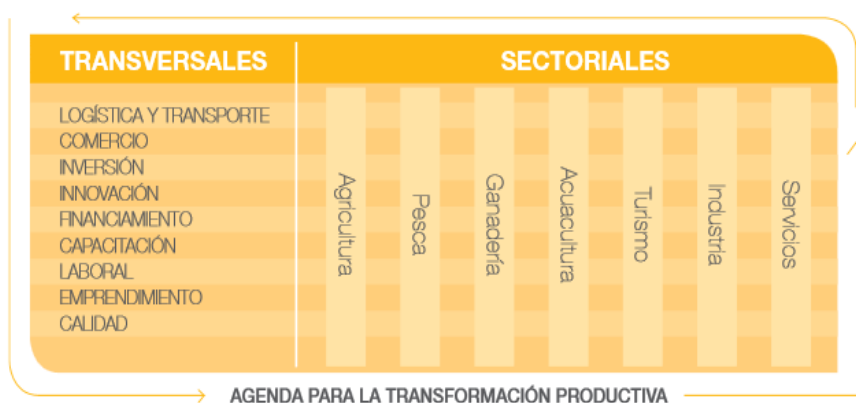 TRANSVERSALES
SECTORIALES
LOGÍSTICA Y TRANSPORTE
COMERCIO
INVERSIÓN
INNOVACIÓN
FINANCIAMIENTO
CAPACITACIÓN
LABORAL
EMPRENDIMIENTO
CALIDAD
Agricultura
Pesca
Ganadería
Acuacultura
Turismo
Industria
Servicios
AGENDA PARA LA TRANSFORMACIÓN PRODUCTIVA